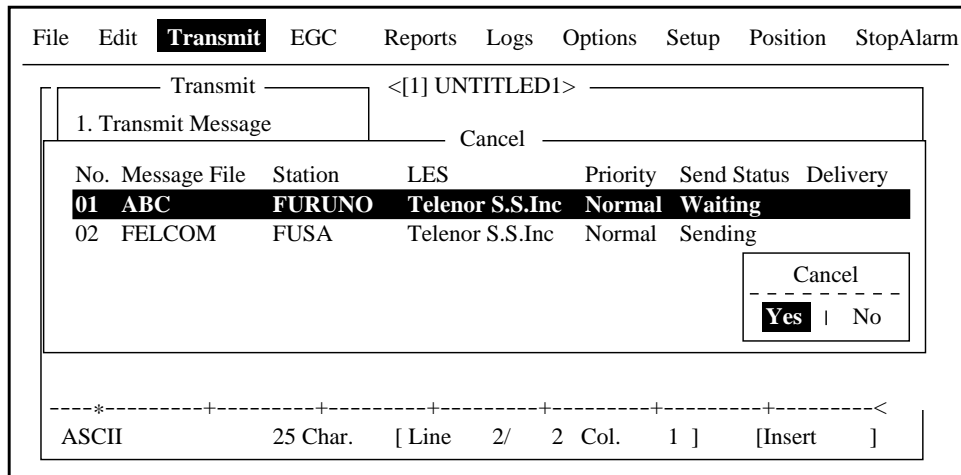 File Edit Transmit EGC Reports Logs Options Setup Position StopAlarm
Transmit <[1] UNTITLED1>
1. Transmit Message
Cancel
No. Message File Station LES Priority Send Status Delivery
01 ABC FURUNO Telenor S.S.Inc Normal Waiting
02 FELCOM FUSA Telenor S.S.Inc Normal Sending
Cancel
Yes | No
----*---------+---------+---------+---------+---------+---------+---------<
ASCII 25 Char. [ Line 2/ 2 Col. 1 ] [Insert ]